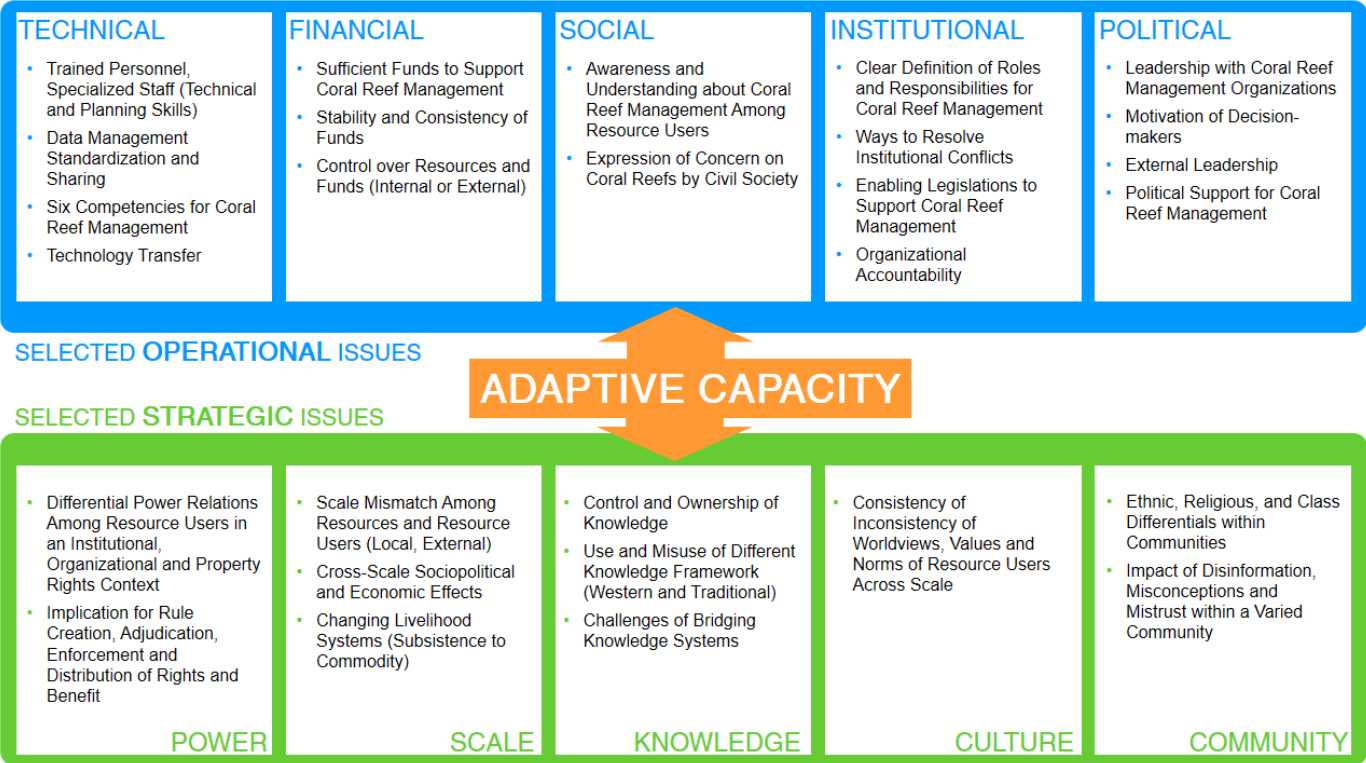 TECHNICAL
Trained Personnel,
Specialized Staff (Technical
and Planning Skills)
Data Management
Standardization and
Sharing
Six Competencies for Coral
Reef Management
Technology Transfer
FINANCIAL
Sufficient Funds to Support
Coral Reef Management
Stability and Consistency of
Funds
Control over Resources and
Funds (Internal or External)
SOCIAL
Awareness and
Understanding about Coral
Reef Management Among
Resource Users
Expression of Concern on
Coral Reefs by Civil Society
INSTITUTIONAL
Clear Definition of Roles
and Responsibilities for
Coral Reef Management
Ways to Resolve
Institutional Conflicts
Enabling Legislations to
Support Coral Reef
Management
Organizational
Accountability
POLITICAL
Leadership with Coral Reef
Management Organizations
Motivation of Decision-
makers
External Leadership
Political Support for Coral
Reef Management
SELECTED OPERATIONAL ISSUES
ADAPTIVE CAPACITY
SELECTED STRATEGIC ISSUES
Differential Power Relations
Among Resource Users in
an Institutional,
Organizational and Property
Rights Context
Implication for Rule
Creation, Adjudication,
Enforcement and
Distribution of Rights and
Benefit
POWER
Scale Mismatch Among
Resources and Resource
Users (Local, External)
Cross-Scale Sociopolitical
and Economic Effects
Changing Livelihood
Systems (Subsistence to
Commodity)
SCALE
Control and Ownership of
Knowledge
Use and Misuse of Different
Knowledge Framework
(Western and Traditional)
Challenges of Bridging
Knowledge Systems
KNOWLEDGE
Consistency of
Inconsistency of
Worldviews, Values and
Norms of Resource Users
Across Scale
CULTURE
Ethnic, Religious, and Class
Differentials within
Communities
Impact of Disinformation,
Misconceptions and
Mistrust within a Varied
Community
COMMUNITY